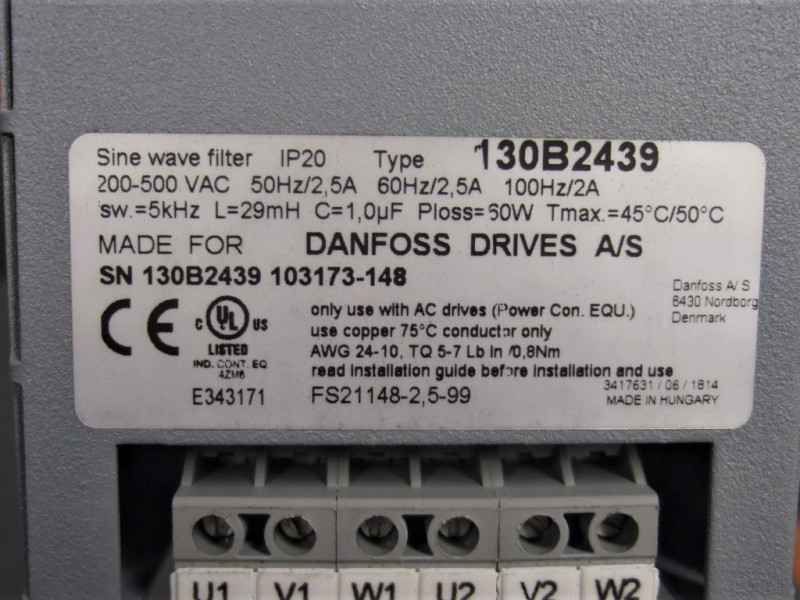 Sine wave filter IP20 Type 130B2439
200-500 VAC 50Hz/2,5A 60Hz/2,5A 100Hz/2A
fsw.=5kHz L=29mH C=1,0µF Ploss=60W Tmax.=45°C/50°C
MADE FOR DANFOSS DRIVES A/S
SN 130B2439 103173-148
Danfoss A/S
6430 Nordborg
Denmark
CE
C UL US
LISTED
IND. CONT. EQ
4ZM6
E343171
only use with AC drives (Power Con. EQU.)
use copper 75°C conductor only
AWG 24-10, TQ 5-7 Lb In /0,8Nm
read installation guide before installation and use
FS21148-2,5-99
3417631 / 06 / 1814
MADE IN HUNGARY
U1 V1 W1 U2 V2 W2